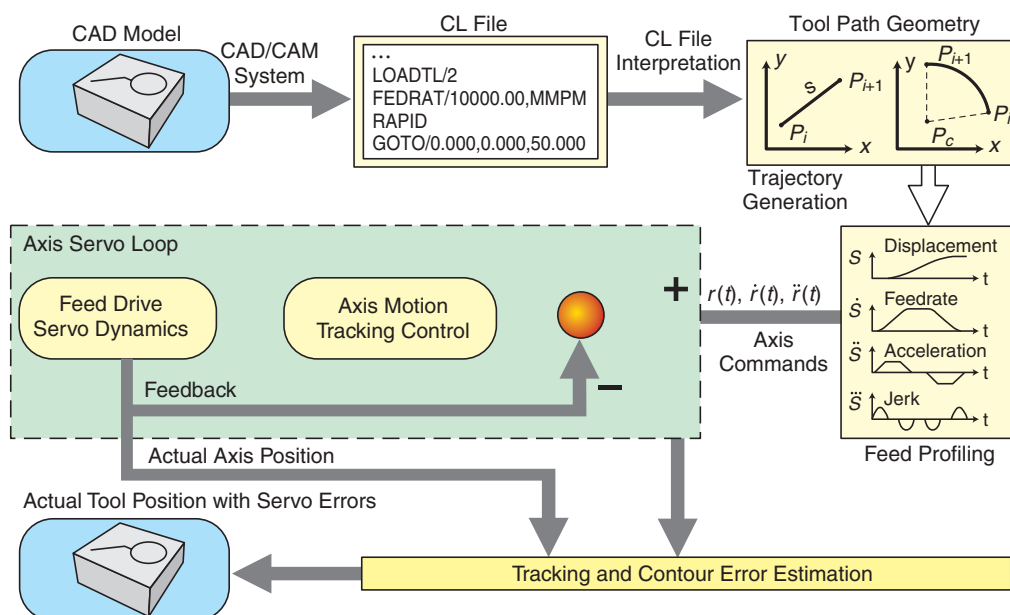 CAD Model
CAD/CAM
System
CL File
...
LOADTL/2
FEDRAT/10000.00,MMPM
RAPID
GOTO/0.000,0.000,50.000
CL File
Interpretation
Tool Path Geometry
y
s
P_{i+1}
P_i
x
y
P_{i+1}
P_i
P_c
x
Trajectory
Generation
Axis Servo Loop
Feed Drive
Servo Dynamics
Axis Motion
Tracking Control
+
−
Feedback
r(t), ṙ(t), r̈(t)
Axis
Commands
S
Displacement
t
Ṡ
Feedrate
t
S̈
Acceleration
t
S̈
Jerk
t
Feed Profiling
Actual Axis Position
Actual Tool Position with Servo Errors
Tracking and Contour Error Estimation